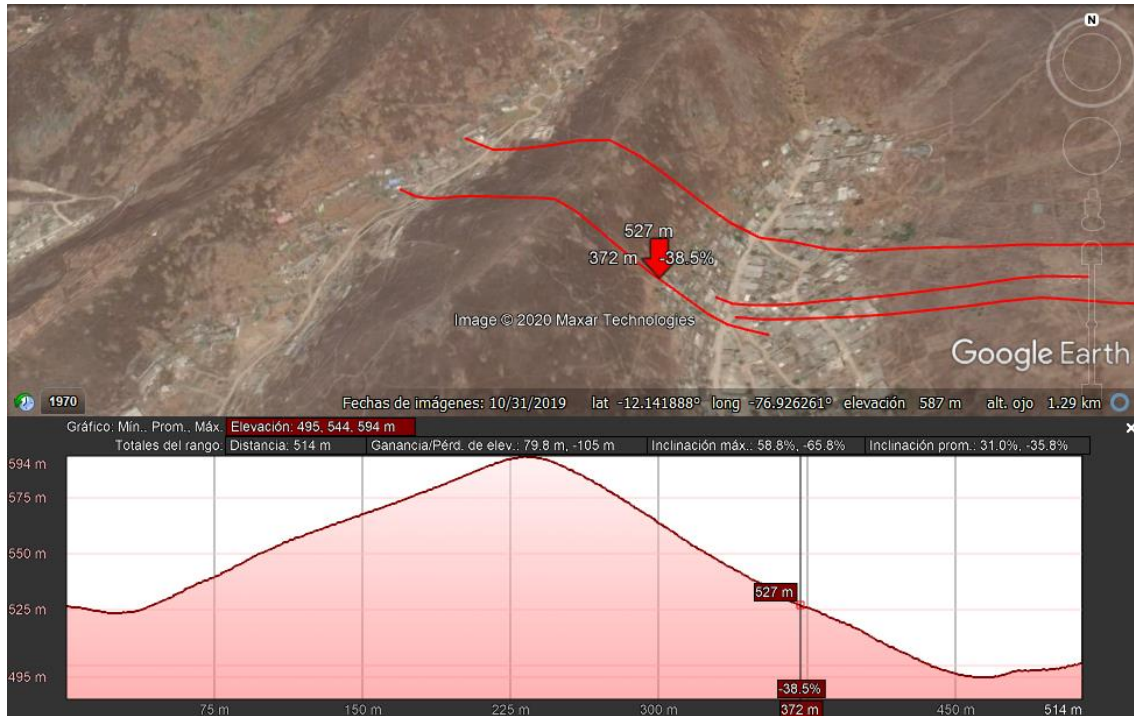 N
527 m
372 m -38.5%
Image © 2020 Maxar Technologies
Google Earth
1970
Fechas de imágenes: 10/31/2019 lat -12.141888° long -76.926261° elevación 587 m alt. ojo 1.29 km
Gráfico: Mín., Prom., Máx. Elevación: 495, 544, 594 m
Totales del rango: Distancia: 514 m Ganancia/Pérd. de elev.: 79.8 m, -105 m Inclinación máx.: 58.8%, -65.8% Inclinación prom.: 31.0%, -35.8%
594 m
575 m
550 m
525 m
495 m
527 m
-38.5%
75 m 150 m 225 m 300 m 372 m 450 m 514 m